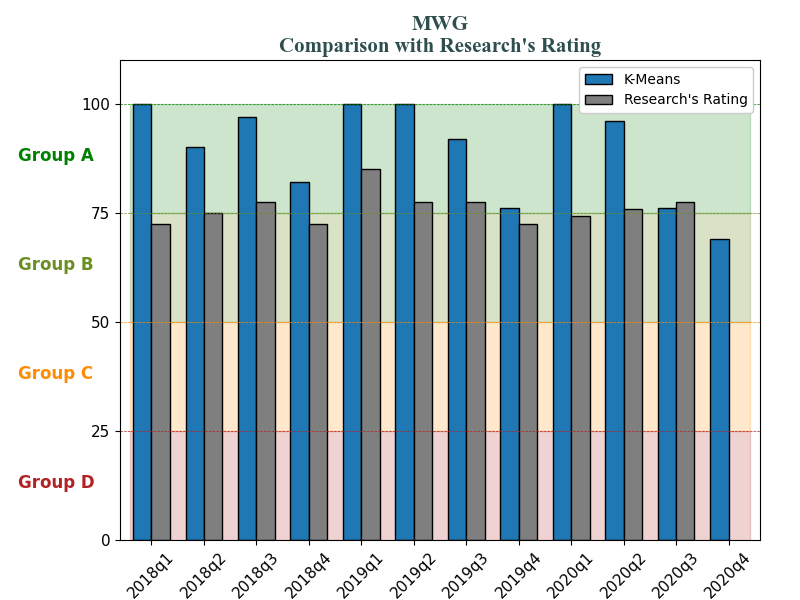 MWG
Comparison with Research's Rating
K-Means
Research's Rating
100
Group A
75
Group B
50
Group C
25
Group D
0
2018q1
2018q2
2018q3
2018q4
2019q1
2019q2
2019q3
2019q4
2020q1
2020q2
2020q3
2020q4